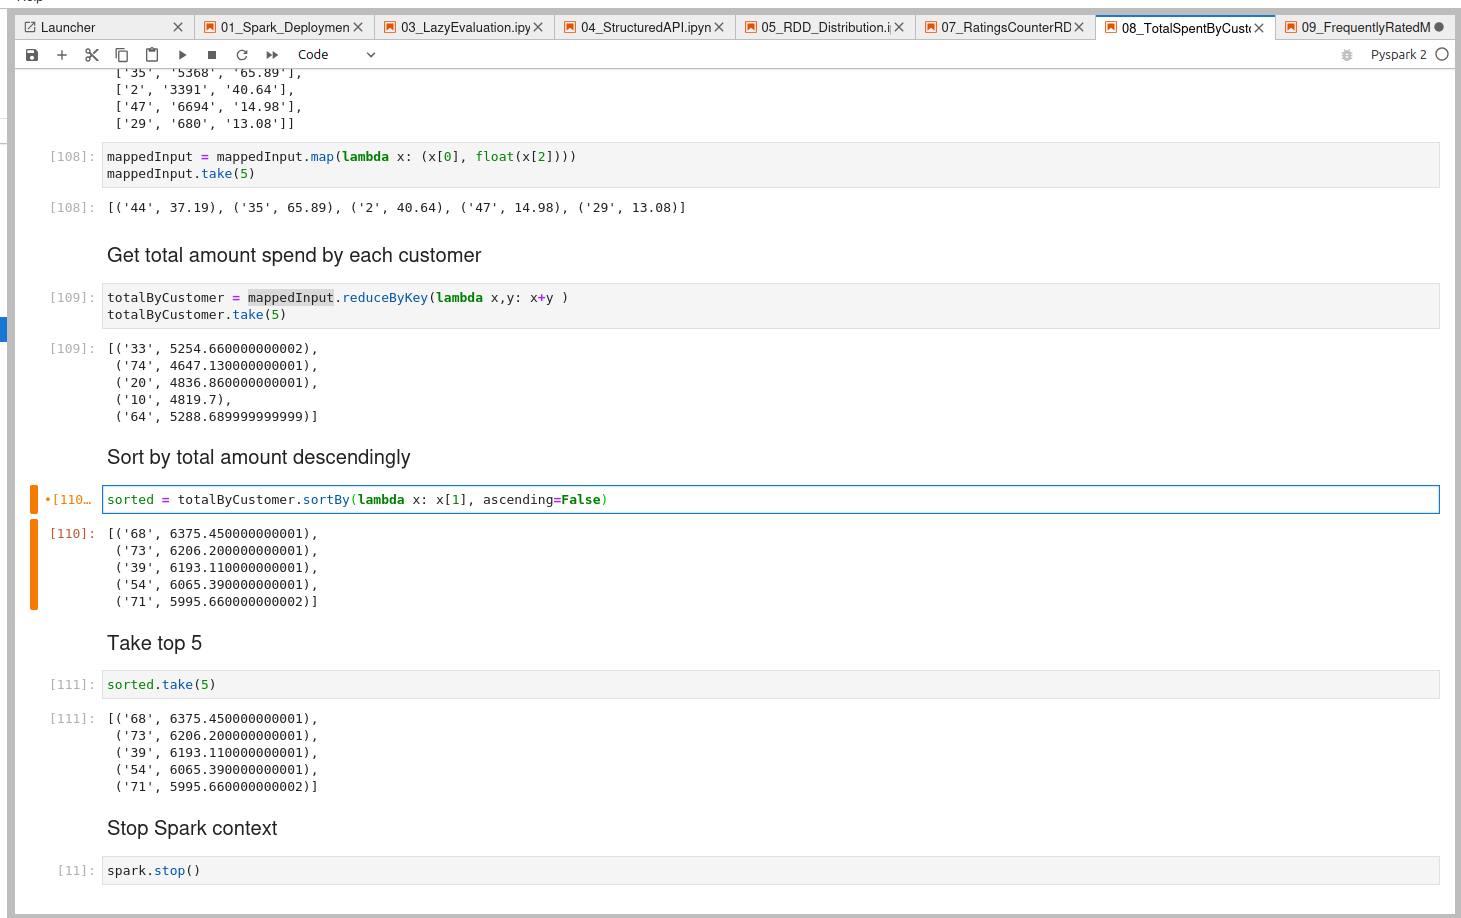 Launcher
01_Spark_Deploymen
03_LazyEvaluation.ipy
04_StructuredAPI.ipyn
05_RDD_Distribution.i
07_RatingsCounterRD
08_TotalSpentByCust
09_FrequentlyRatedM
Code
Pyspark 2
['35', '5368', '65.89'],
['2', '3391', '40.64'],
['47', '6694', '14.98'],
['29', '680', '13.08']]
[108]: mappedInput = mappedInput.map(lambda x: (x[0], float(x[2])))
mappedInput.take(5)
[108]: [('44', 37.19), ('35', 65.89), ('2', 40.64), ('47', 14.98), ('29', 13.08)]
Get total amount spend by each customer
[109]: totalByCustomer = mappedInput.reduceByKey(lambda x,y: x+y )
totalByCustomer.take(5)
[109]: [('33', 5254.660000000002),
('74', 4647.130000000001),
('20', 4836.860000000001),
('10', 4819.7),
('64', 5288.689999999999)]
Sort by total amount descendingly
•[110… sorted = totalByCustomer.sortBy(lambda x: x[1], ascending=False)
[110]: [('68', 6375.450000000001),
('73', 6206.200000000001),
('39', 6193.110000000001),
('54', 6065.390000000001),
('71', 5995.660000000002)]
Take top 5
[111]: sorted.take(5)
[111]: [('68', 6375.450000000001),
('73', 6206.200000000001),
('39', 6193.110000000001),
('54', 6065.390000000001),
('71', 5995.660000000002)]
Stop Spark context
[11]: spark.stop()